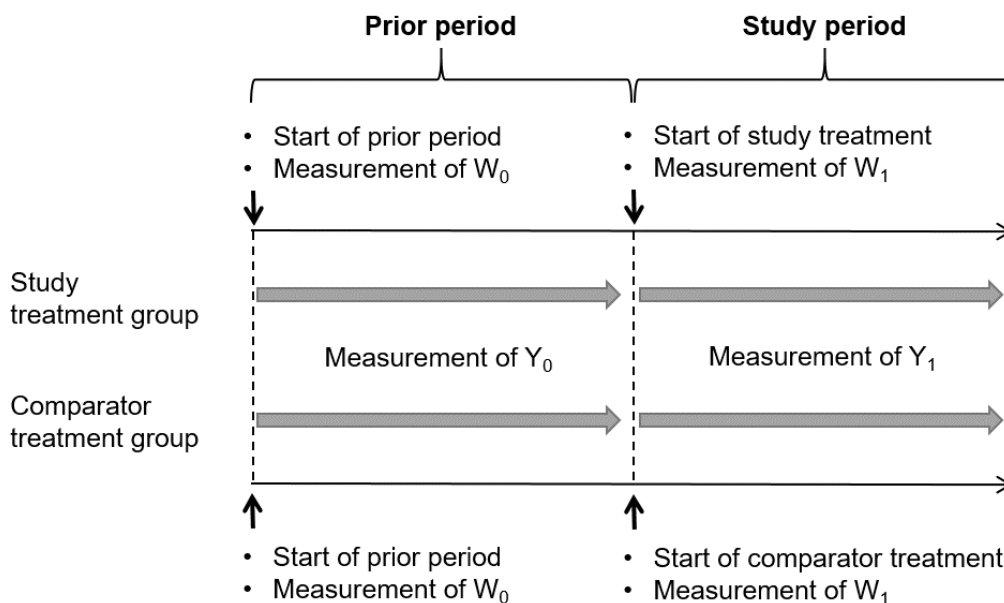 Prior period
Study period
• Start of prior period
• Measurement of W₀
• Start of study treatment
• Measurement of W₁
Study
treatment group
Measurement of Y₀
Measurement of Y₁
Comparator
treatment group
• Start of prior period
• Measurement of W₀
• Start of comparator treatment
• Measurement of W₁